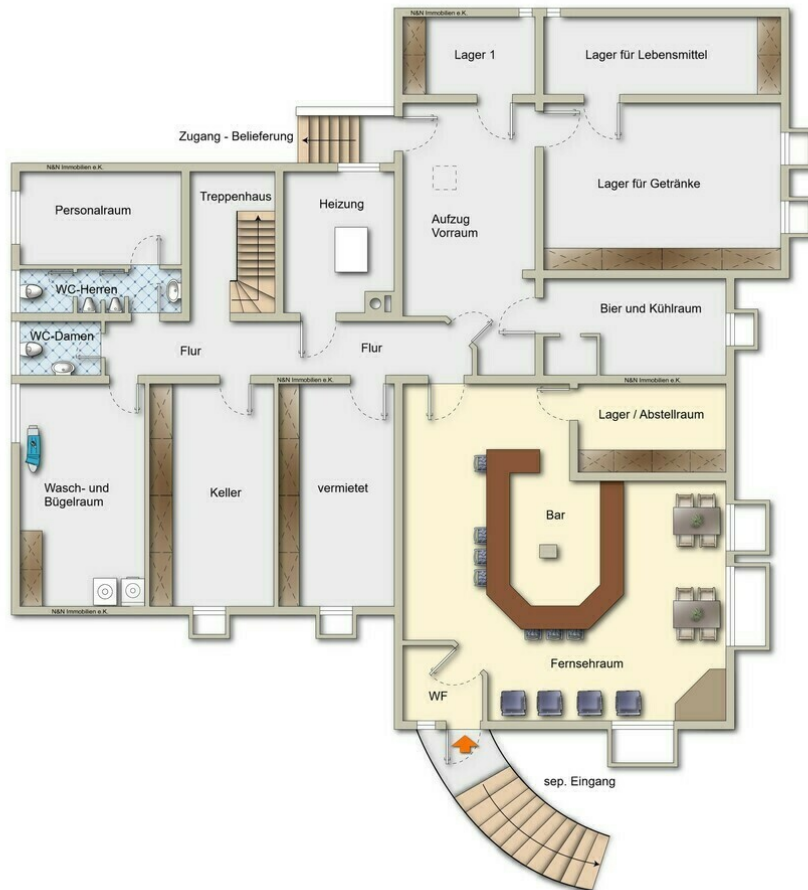 Lager 1
Lager für Lebensmittel
Zugang - Belieferung
N&N Immobilien e.K.
N&N Immobilien e.K.
Treppenhaus
Heizung
Lager für Getränke
Personalraum
Aufzug
Vorraum
WC-Herren
Bier und Kühlraum
WC-Damen
Flur
Flur
N&N Immobilien e.K.
N&N Immobilien e.K.
Lager / Abstellraum
Wasch- und
Bügelraum
Keller
vermietet
Bar
N&N Immobilien e.K.
Fernsehraum
WF
sep. Eingang